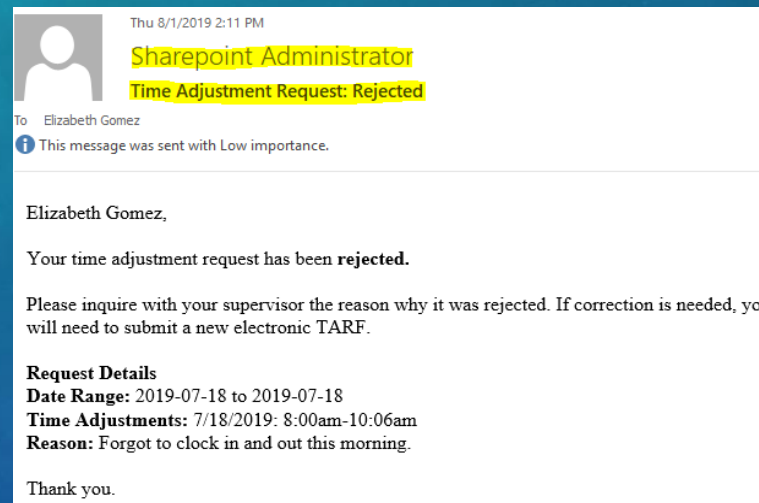 Thu 8/1/2019 2:11 PM
Sharepoint Administrator
Time Adjustment Request: Rejected
To Elizabeth Gomez
This message was sent with Low importance.
Elizabeth Gomez,
Your time adjustment request has been rejected.
Please inquire with your supervisor the reason why it was rejected. If correction is needed,
will need to submit a new electronic TARF.
Request Details
Date Range: 2019-07-18 to 2019-07-18
Time Adjustments: 7/18/2019: 8:00am-10:06am
Reason: Forgot to clock in and out this morning.
Thank you.